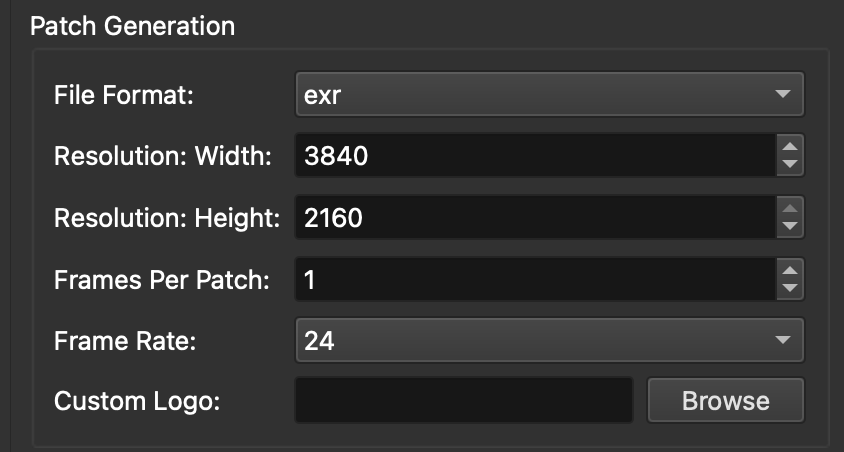 Patch Generation
File Format: exr
Resolution: Width: 3840
Resolution: Height: 2160
Frames Per Patch: 1
Frame Rate: 24
Custom Logo: Browse